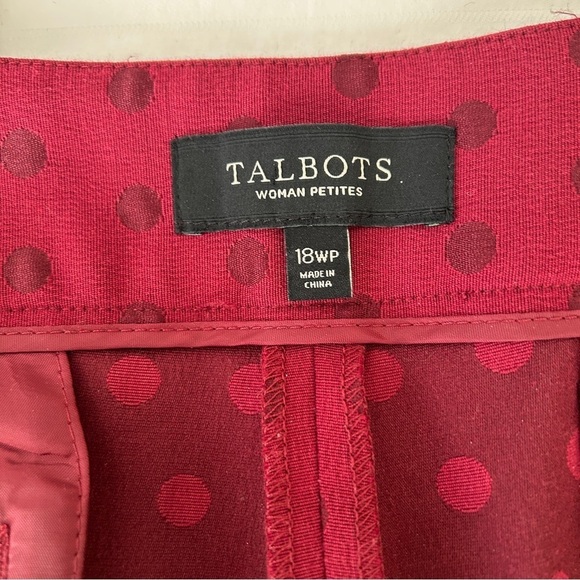 TALBOTS
WOMAN PETITES
18WP
MADE IN
CHINA